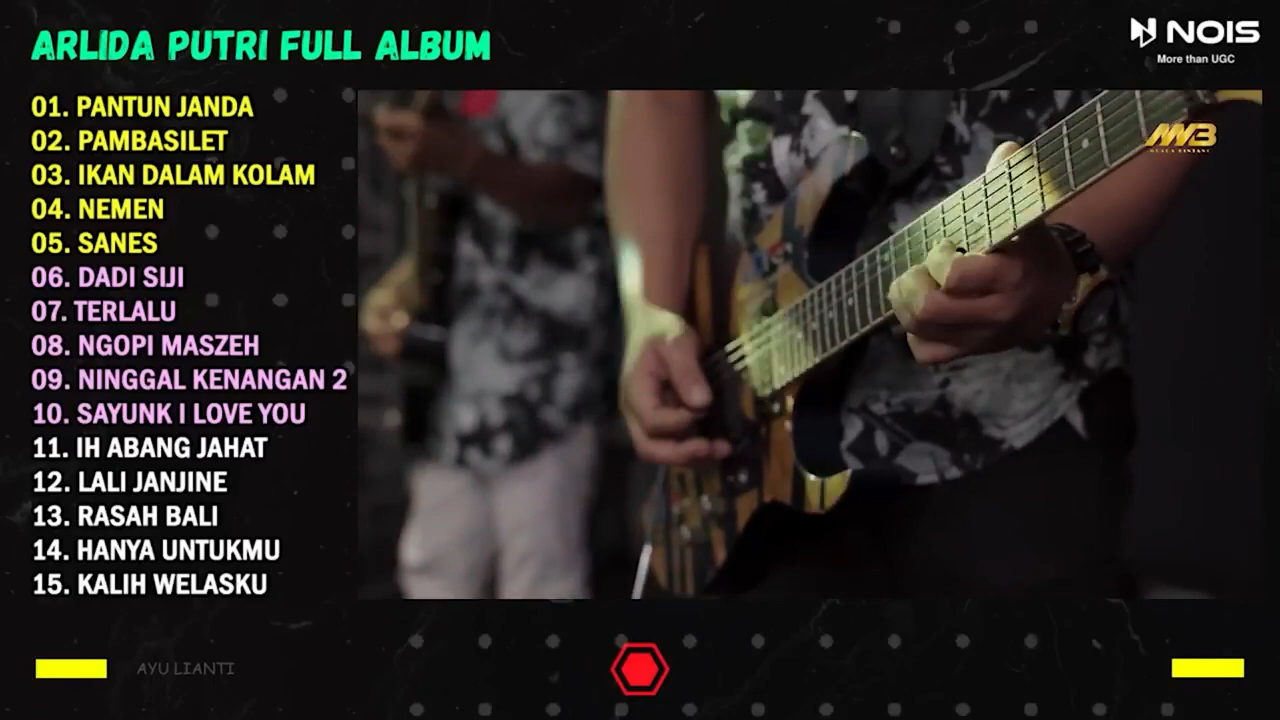 ARLIDA PUTRI FULL ALBUM
NOIS
More than UGC
01. PANTUN JANDA
02. PAMBASILET
03. IKAN DALAM KOLAM
04. NEMEN
05. SANES
06. DADI SIJI
07. TERLALU
08. NGOPI MASZEH
09. NINGGAL KENANGAN 2
10. SAYUNK I LOVE YOU
11. IH ABANG JAHAT
12. LALI JANJINE
13. RASAH BALI
14. HANYA UNTUKMU
15. KALIH WELASKU
AYU LIANTI